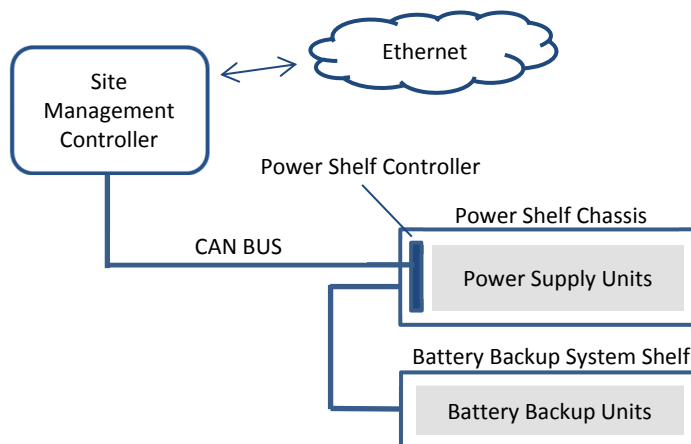 Ethernet
Site
Management
Controller
Power Shelf Controller
Power Shelf Chassis
CAN BUS
Power Supply Units
Battery Backup System Shelf
Battery Backup Units